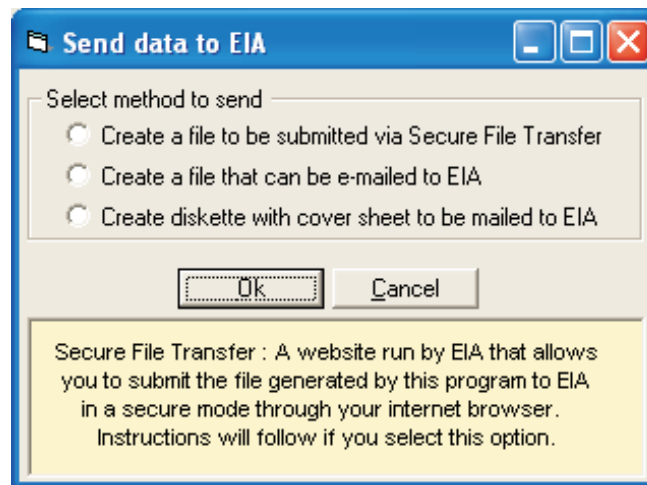 Send data to EIA
Select method to send
Create a file to be submitted via Secure File Transfer
Create a file that can be e-mailed to EIA
Create diskette with cover sheet to be mailed to EIA
Ok Cancel
Secure File Transfer : A website run by EIA that allows
you to submit the file generated by this program to EIA
in a secure mode through your internet browser.
Instructions will follow if you select this option.